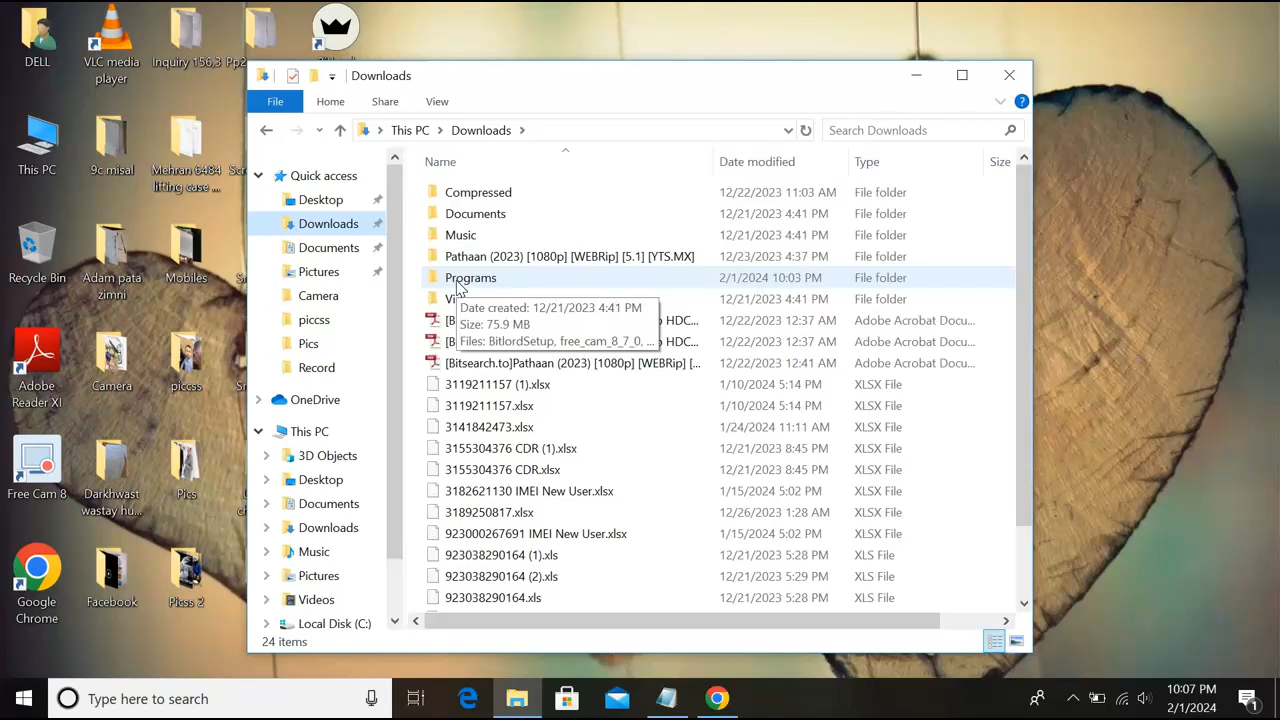 DELL
VLC media player
Inquiry 156.3
Pp2
This PC
9c misal
Mehran 6484 lifting case ...
Scre
Recycle Bin
Adam pata zimni
Mobiles
Adobe Reader XI
Camera
piccss
Free Cam 8
Darkhwast wastay hu...
Pics
Google Chrome
Facebook
Picss 2
Downloads
File Home Share View
This PC Downloads
Search Downloads
Quick access
Desktop
Downloads
Documents
Pictures
Camera
piccss
Pics
Record
OneDrive
This PC
3D Objects
Desktop
Documents
Downloads
Music
Pictures
Videos
Local Disk (C:)
Name Date modified Type Size
Compressed 12/22/2023 11:03 AM File folder
Documents 12/21/2023 4:41 PM File folder
Music 12/21/2023 4:41 PM File folder
Pathaan (2023) [1080p] [WEBRip] [5.1] [YTS.MX] 12/23/2023 4:37 PM File folder
Programs 2/1/2024 10:03 PM File folder
12/21/2023 4:41 PM File folder
HDC... 12/22/2023 12:37 AM Adobe Acrobat Docu...
HDC... 12/22/2023 12:37 AM Adobe Acrobat Docu...
[Bitsearch.to]Pathaan (2023) [1080p] [WEBRip] [... 12/22/2023 12:41 AM Adobe Acrobat Docu...
3119211157 (1).xlsx 1/10/2024 5:14 PM XLSX File
3119211157.xlsx 1/10/2024 5:14 PM XLSX File
3141842473.xlsx 1/24/2024 11:11 AM XLSX File
3155304376 CDR (1).xlsx 12/21/2023 8:45 PM XLSX File
3155304376 CDR.xlsx 12/21/2023 8:45 PM XLSX File
3182621130 IMEI New User.xlsx 1/15/2024 5:02 PM XLSX File
3189250817.xlsx 12/26/2023 1:28 AM XLSX File
923000267691 IMEI New User.xlsx 1/15/2024 5:02 PM XLSX File
923038290164 (1).xls 12/21/2023 5:28 PM XLS File
923038290164 (2).xls 12/21/2023 5:29 PM XLS File
923038290164.xls 12/21/2023 5:28 PM XLS File
Date created: 12/21/2023 4:41 PM
Size: 75.9 MB
Files: BitlordSetup, free_cam_8_7_0, ...
24 items
Type here to search
10:07 PM
2/1/2024
1